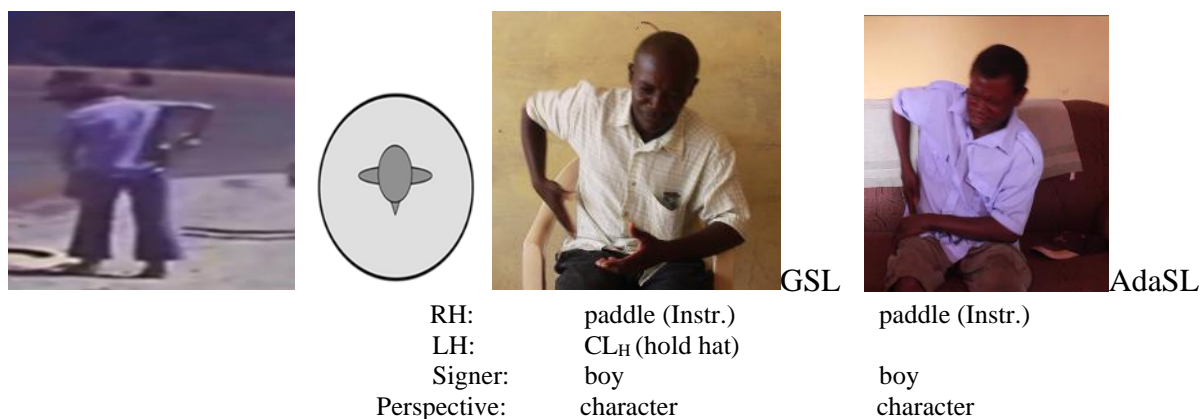 GSL AdaSL
RH: paddle (Instr.) paddle (Instr.)
LH: CLH (hold hat)
Signer: boy boy
Perspective: character character